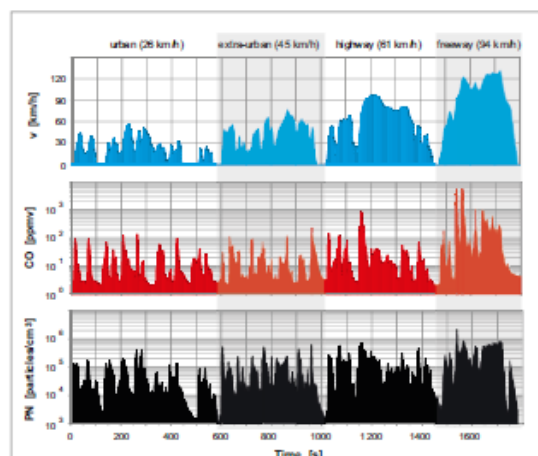 urban (26 km/h) extra-urban (45 km/h) highway (61 km/h) freeway (94 km/h)
v [km/h]
120
90
60
30
0
CO [ppmv]
10³
10²
10¹
10⁰
PN [particles/cm³]
10⁶
10⁵
10⁴
10³
0 200 400 600 800 1000 1200 1400 1600
Time [s]